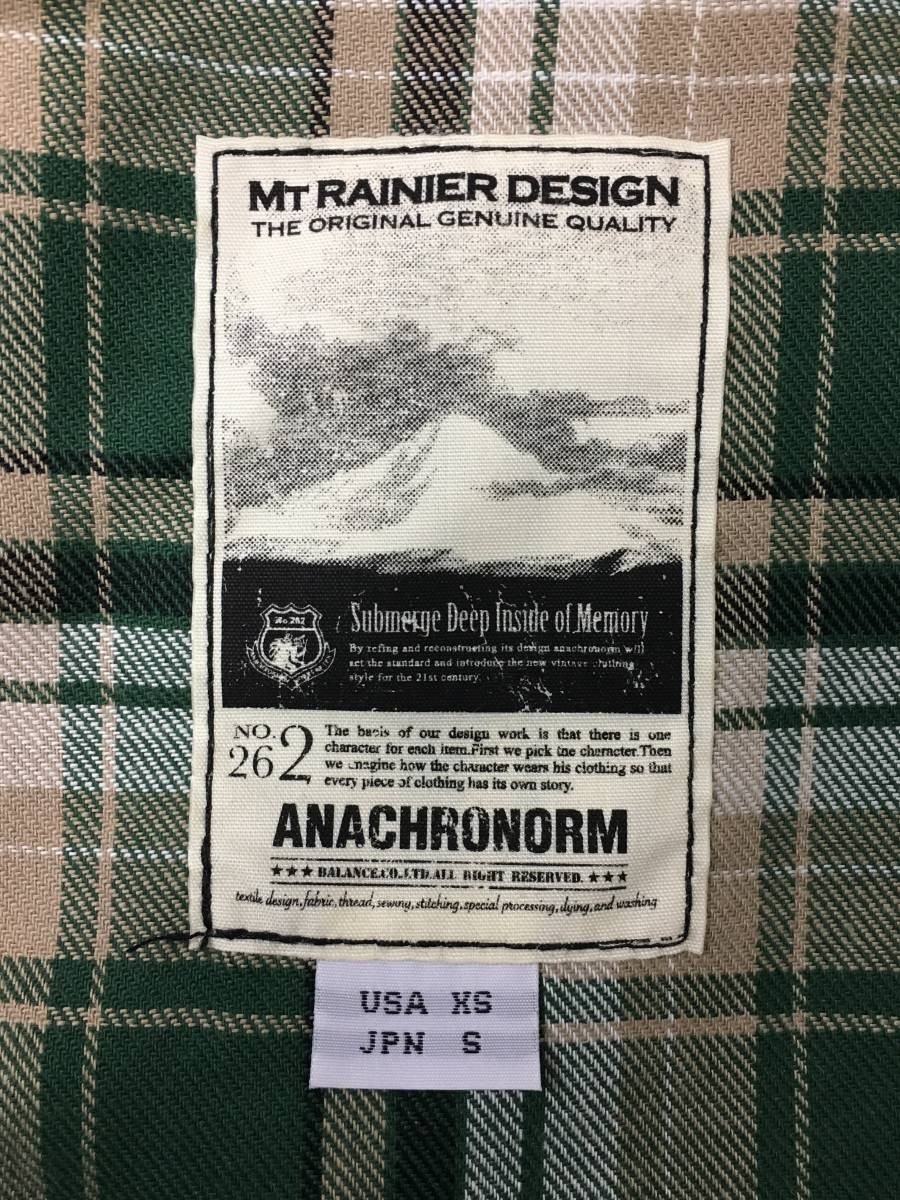 MT RAINIER DESIGN
THE ORIGINAL GENUINE QUALITY
No.262
Submerge Deep Inside of Memory
By refing and reconstructing its design anachronorm will
set the standard and introduce the new vintage clothing
style for the 21st century.
NO.
262
The basis of our design work is that there is one
character for each item.First we pick the character.Then
we imagine how the character wears his clothing so that
every piece of clothing has its own story.
ANACHRONORM
★★★ BALANCE.CO.LTD.ALL RIGHT RESERVED. ★★★
textile design,fabric,thread,sewing,stitching,special processing,dying,and washing
USA XS
JPN S